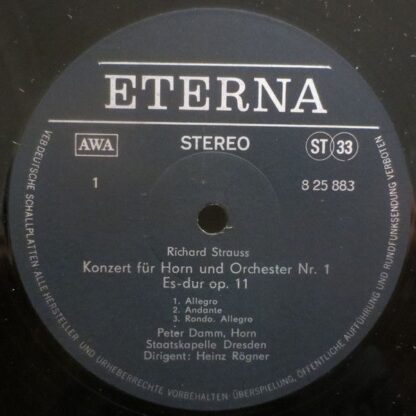 ETERNA
AWA
STEREO
ST 33
1
8 25 883
Richard Strauss
Konzert für Horn und Orchester Nr. 1
Es-dur op. 11
1. Allegro
2. Andante
3. Rondo. Allegro
Peter Damm, Horn
Staatskapelle Dresden
Dirigent: Heinz Rögner
VEB DEUTSCHE SCHALLPLATTEN ALLE HERSTELLER UND URHEBERRECHTE VORBEHALTEN · ÜBERSPIELUNG, ÖFFENTLICHE AUFFÜHRUNG UND RUNDFUNKSENDUNG VERBOTEN